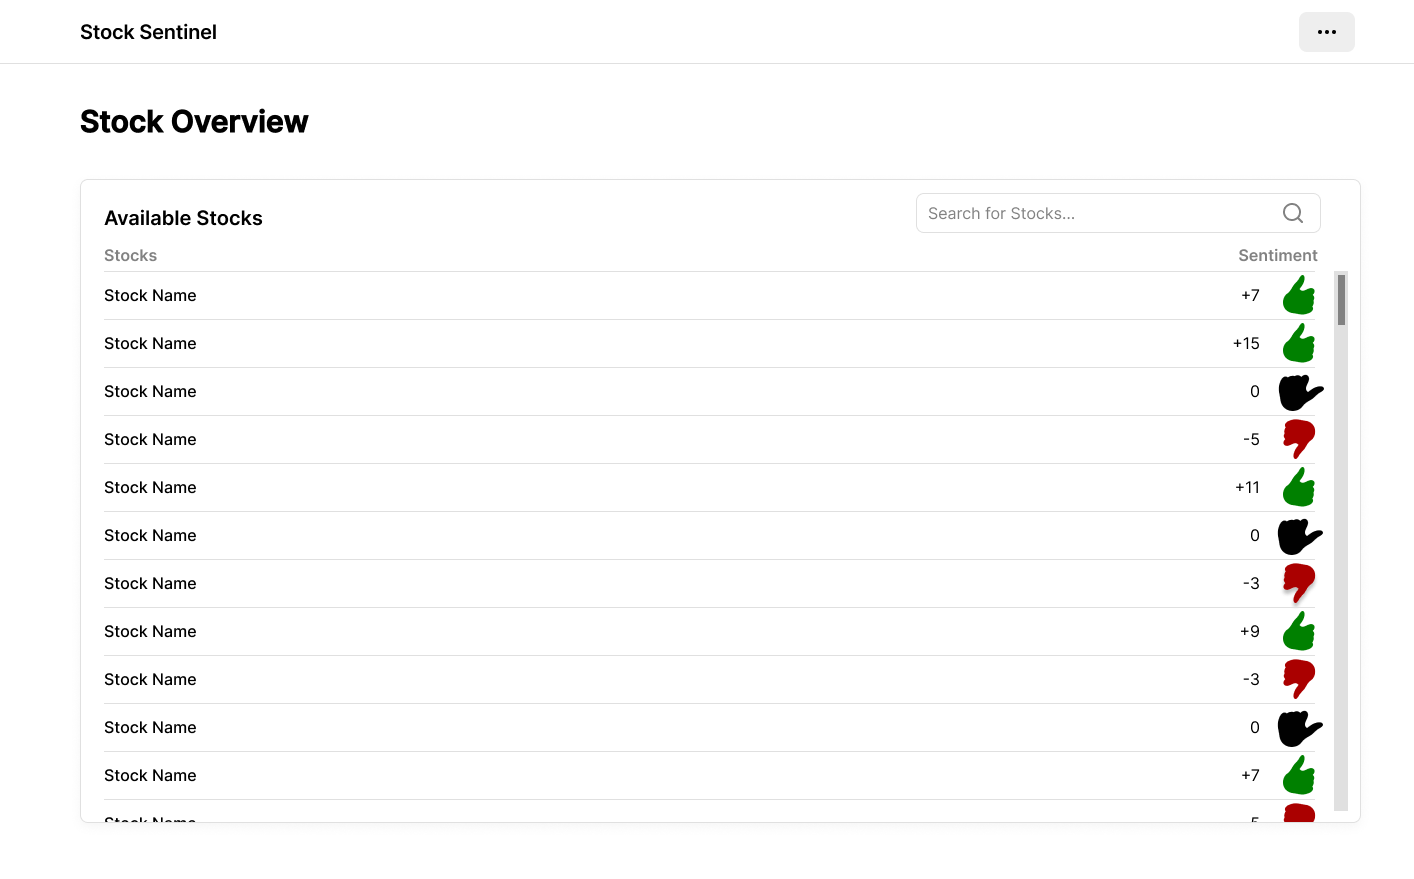 Stock Sentinel
Stock Overview
Available Stocks
Search for Stocks...
Stocks Sentiment
Stock Name +7
Stock Name +15
Stock Name 0
Stock Name -5
Stock Name +11
Stock Name 0
Stock Name -3
Stock Name +9
Stock Name -3
Stock Name 0
Stock Name +7
Stock Name